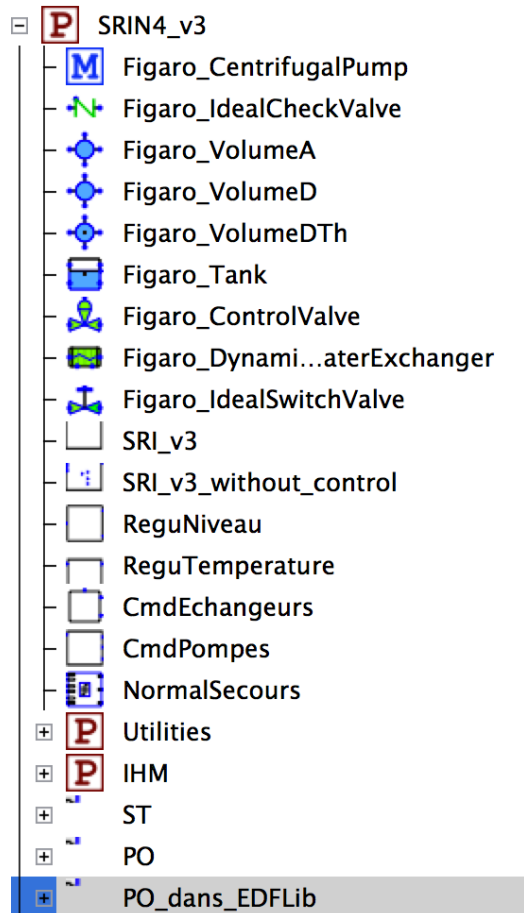 P SRIN4_v3
M Figaro_CentrifugalPump
Figaro_IdealCheckValve
Figaro_VolumeA
Figaro_VolumeD
Figaro_VolumeDTh
Figaro_Tank
Figaro_ControlValve
Figaro_Dynami...aterExchanger
Figaro_IdealSwitchValve
SRI_v3
SRI_v3_without_control
ReguNiveau
ReguTemperature
CmdEchangeurs
CmdPompes
NormalSecours
P Utilities
P IHM
ST
PO
PO_dans_EDFLib